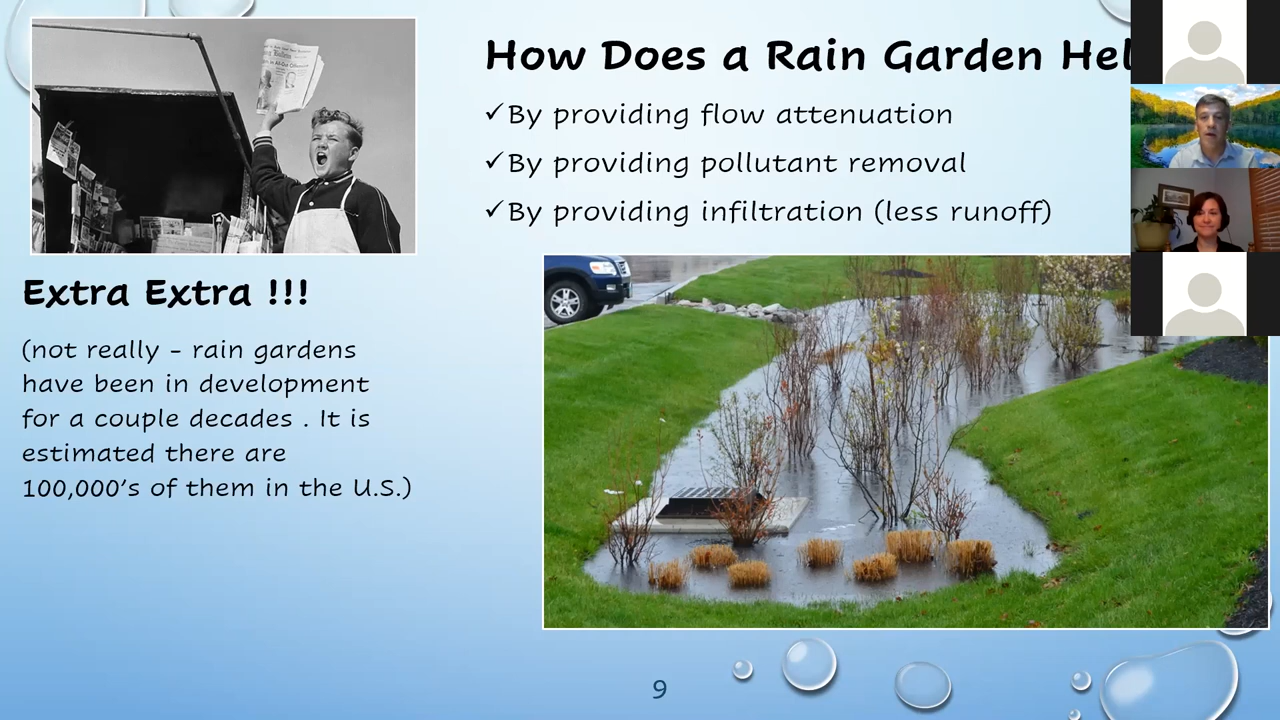 How Does a Rain Garden Hel
✓By providing flow attenuation
✓By providing pollutant removal
✓By providing infiltration (less runoff)
Extra Extra !!!
(not really - rain gardens
have been in development
for a couple decades . It is
estimated there are
100,000's of them in the U.S.)
9